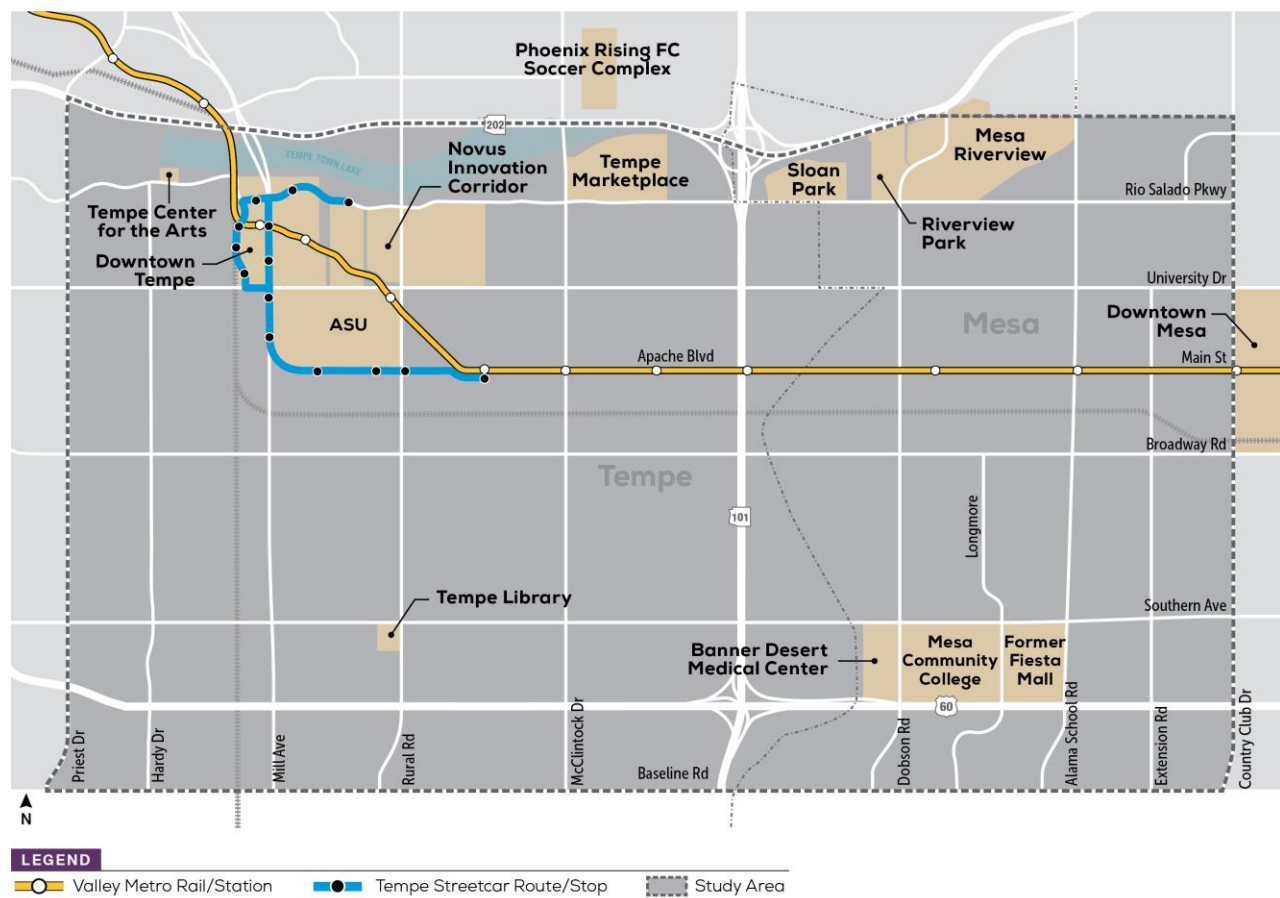 Phoenix Rising FC
Soccer Complex
202
Novus
Innovation
Corridor
TEMPE TOWN LAKE
Tempe
Marketplace
Sloan
Park
Mesa
Riverview
Rio Salado Pkwy
Tempe Center
for the Arts
Riverview
Park
Downtown
Tempe
University Dr
ASU
Mesa
Downtown
Mesa
Apache Blvd
Main St
Broadway Rd
Tempe
101
Longmore
Tempe Library
Southern Ave
Banner Desert
Medical Center
Mesa
Community
College
Former
Fiesta
Mall
60
Priest Dr
Hardy Dr
Mill Ave
Rural Rd
McClintock Dr
Baseline Rd
Dobson Rd
Alama School Rd
Extension Rd
Country Club Dr
N
LEGEND
Valley Metro Rail/Station
Tempe Streetcar Route/Stop
Study Area